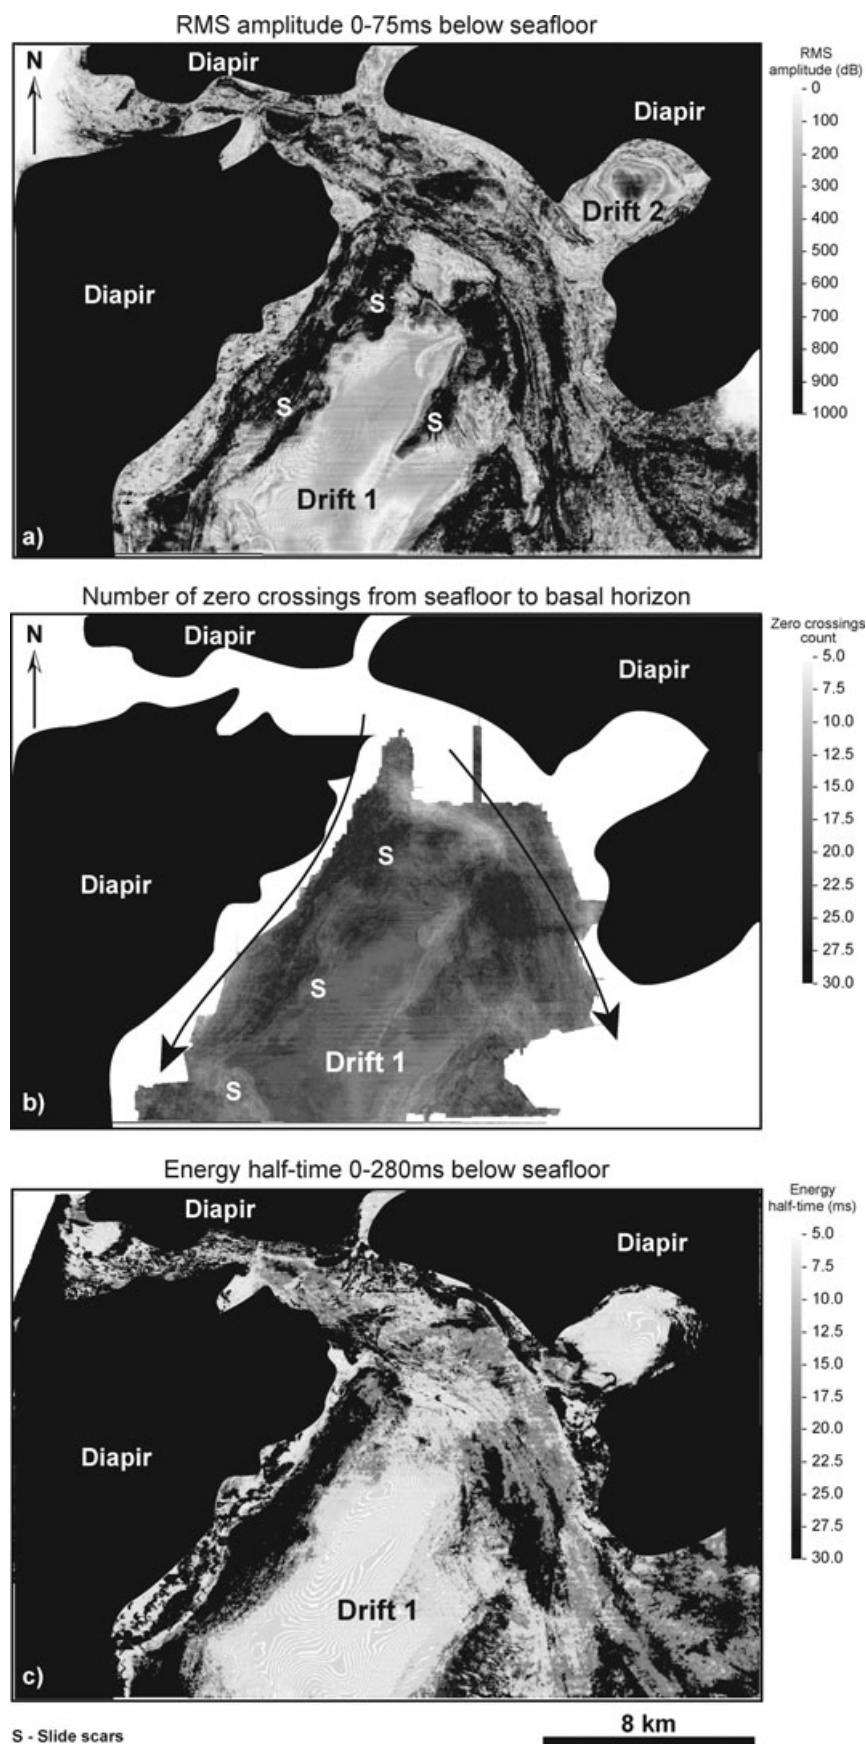 RMS amplitude 0-75ms below seafloor
N
Diapir
Diapir
Drift 2
Diapir
S
S
S
Drift 1
a)
RMS
amplitude (dB)
0
100
200
300
400
500
600
700
800
900
1000
Number of zero crossings from seafloor to basal horizon
N
Diapir
Diapir
Diapir
S
S
S
Drift 1
b)
Zero crossings
count
5.0
7.5
10.0
12.5
15.0
17.5
20.0
22.5
25.0
27.5
30.0
Energy half-time 0-280ms below seafloor
Diapir
Diapir
Diapir
Drift 1
c)
Energy
half-time (ms)
5.0
7.5
10.0
12.5
15.0
17.5
20.0
22.5
25.0
27.5
30.0
S - Slide scars
8 km